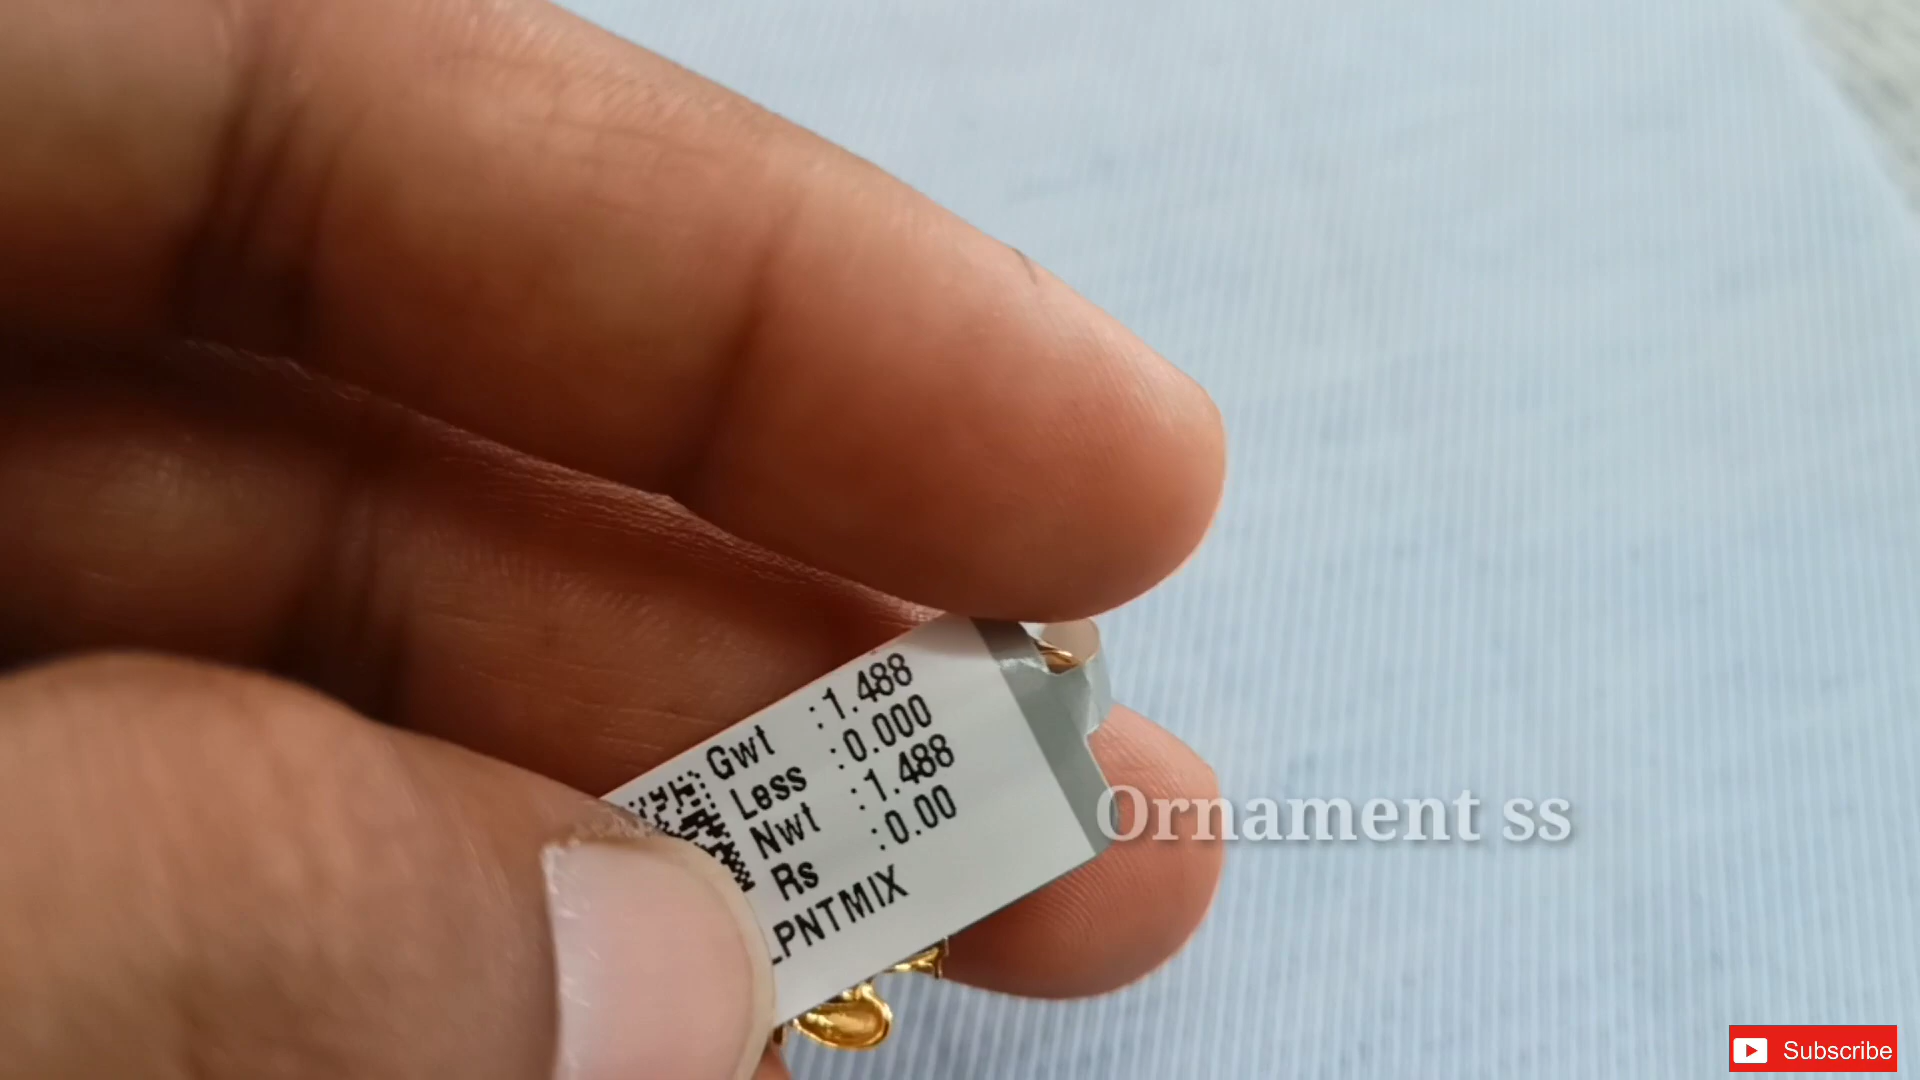 Gwt :1.488
Less :0.000
Nwt :1.488
Rs :0.00
LPNTMIX
Ornament ss
Subscribe